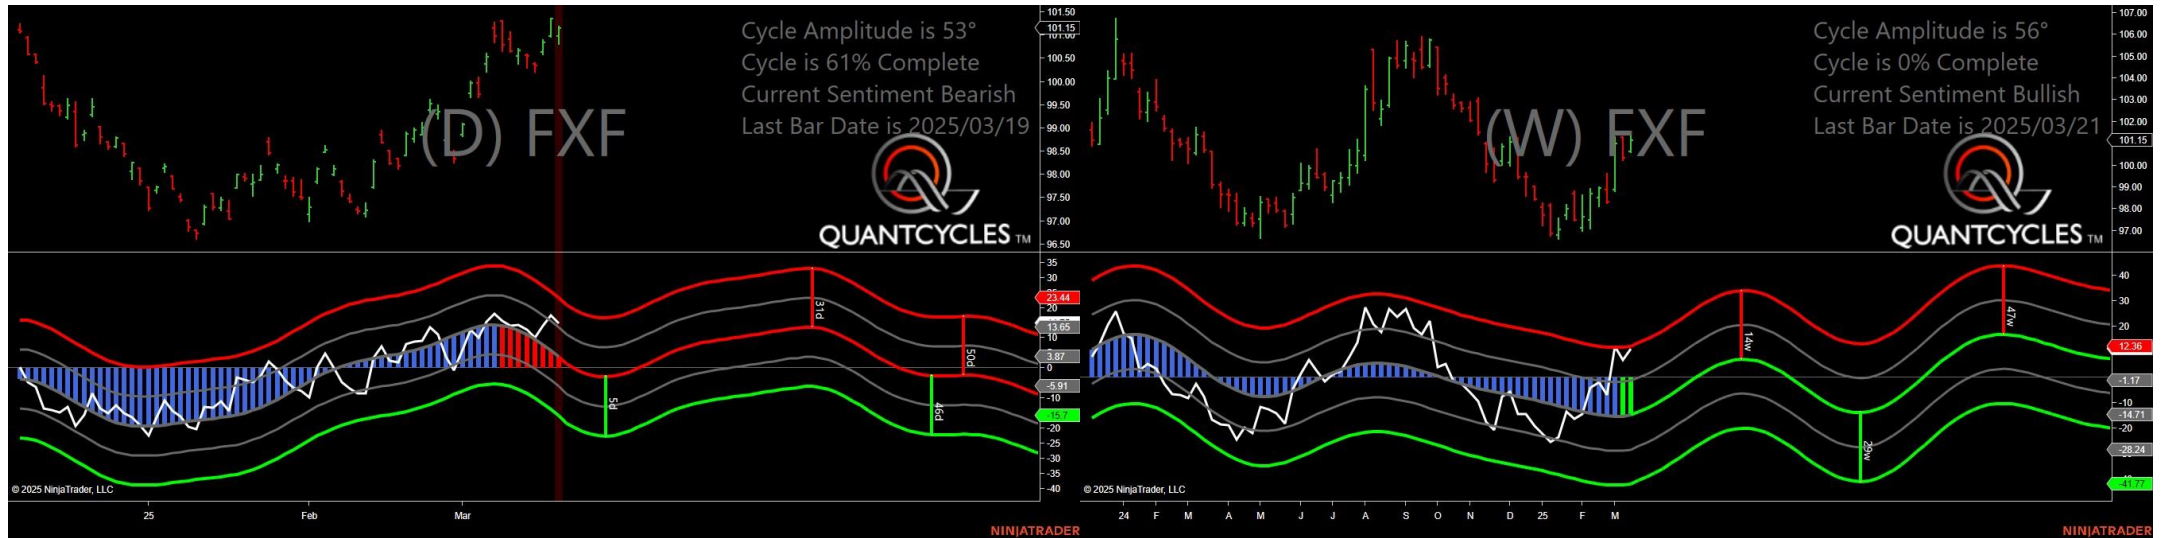 Cycle Amplitude is 53°
Cycle is 61% Complete
Current Sentiment Bearish
Last Bar Date is 2025/03/19
(D) FXF
QUANTCYCLES TM
101.50
101.15
101.00
100.50
100.00
99.50
99.00
98.50
98.00
97.50
97.00
96.50
35
30
23.44
20
13.65
10
3.87
0
-5.91
-10
-15.7
-20
-25
-30
-35
-40
5d
31d
46d
50d
© 2025 NinjaTrader, LLC
25 Feb Mar
NINJATRADER
Cycle Amplitude is 56°
Cycle is 0% Complete
Current Sentiment Bullish
Last Bar Date is 2025/03/21
(W) FXF
QUANTCYCLES TM
107.00
106.00
105.00
104.00
103.00
102.00
101.15
100.00
99.00
98.00
97.00
40
30
20
12.36
-1.17
-10
-14.71
-20
-28.24
-41.77
14w
29w
47w
© 2025 NinjaTrader, LLC
24 F M A M J J A S O N D 25 F M
NINJATRADER